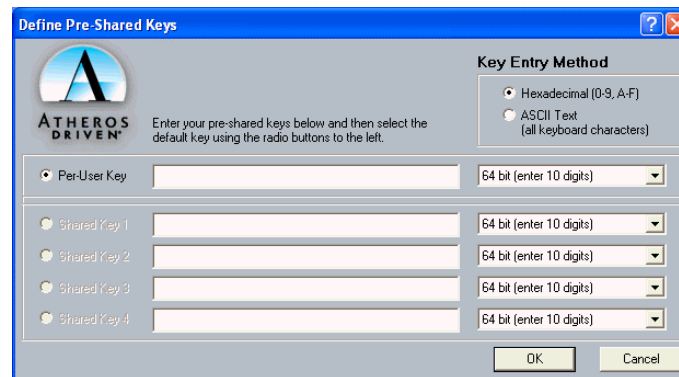 Define Pre-Shared Keys
Key Entry Method
Hexadecimal (0-9, A-F)
ATHEROS
DRIVEN
Enter your pre-shared keys below and then select the
default key using the radio buttons to the left.
ASCII Text
(all keyboard characters)
Per-User Key
64 bit (enter 10 digits)
Shared Key 1
64 bit (enter 10 digits)
Shared Key 2
64 bit (enter 10 digits)
Shared Key 3
64 bit (enter 10 digits)
Shared Key 4
64 bit (enter 10 digits)
OK
Cancel